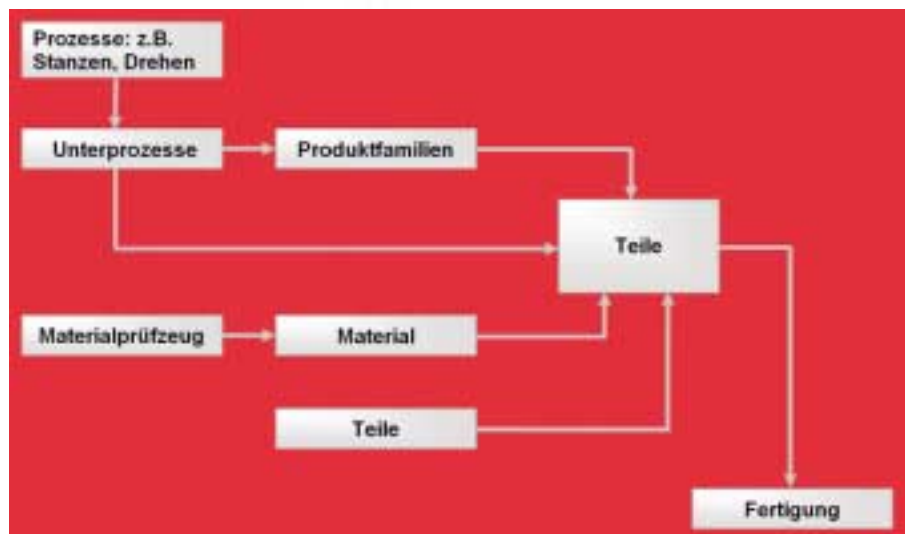 Prozesse: z.B.
Stanzen, Drehen
Unterprozesse
Produktfamilien
Teile
Materialprüfzeug
Material
Teile
Fertigung